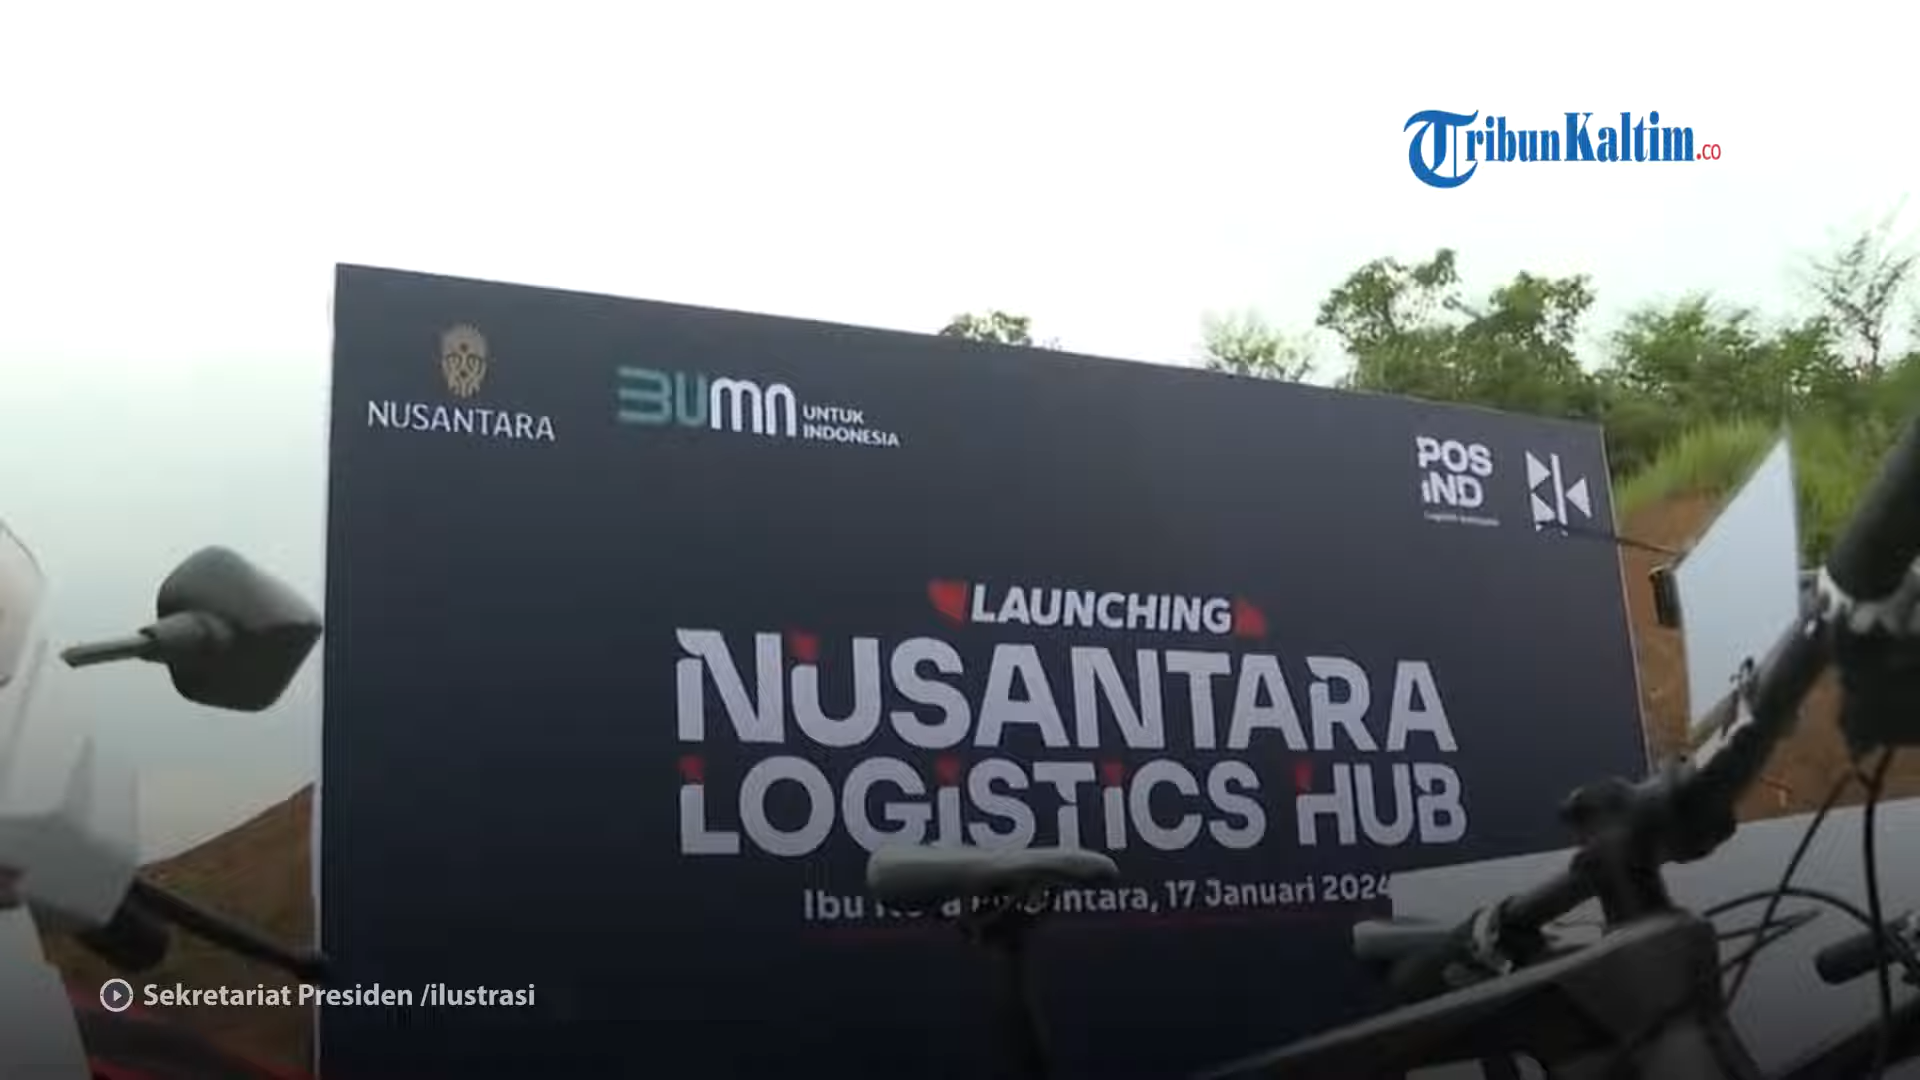 TribunKaltim.co
NUSANTARA
BUMN UNTUK
INDONESIA
POS
IND
LAUNCHING
NUSANTARA
LOGISTICS HUB
Ibu 17 Januari 2024
Sekretariat Presiden /ilustrasi